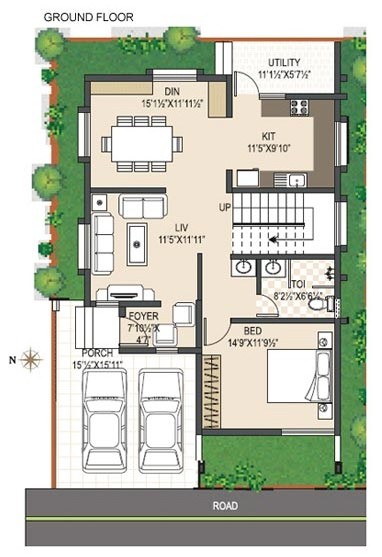 GROUND FLOOR
UTILITY
11'1½"X5'7½"
DIN
15'1½"X11'11½"
KIT
11'5"X9'10"
UP
LIV
11'5"X11'11"
TOI
8'2½"X6'6½"
FOYER
7'10½"X
4'7"
BED
14'9"X11'9½"
PORCH
15'½"X15'11"
N
ROAD